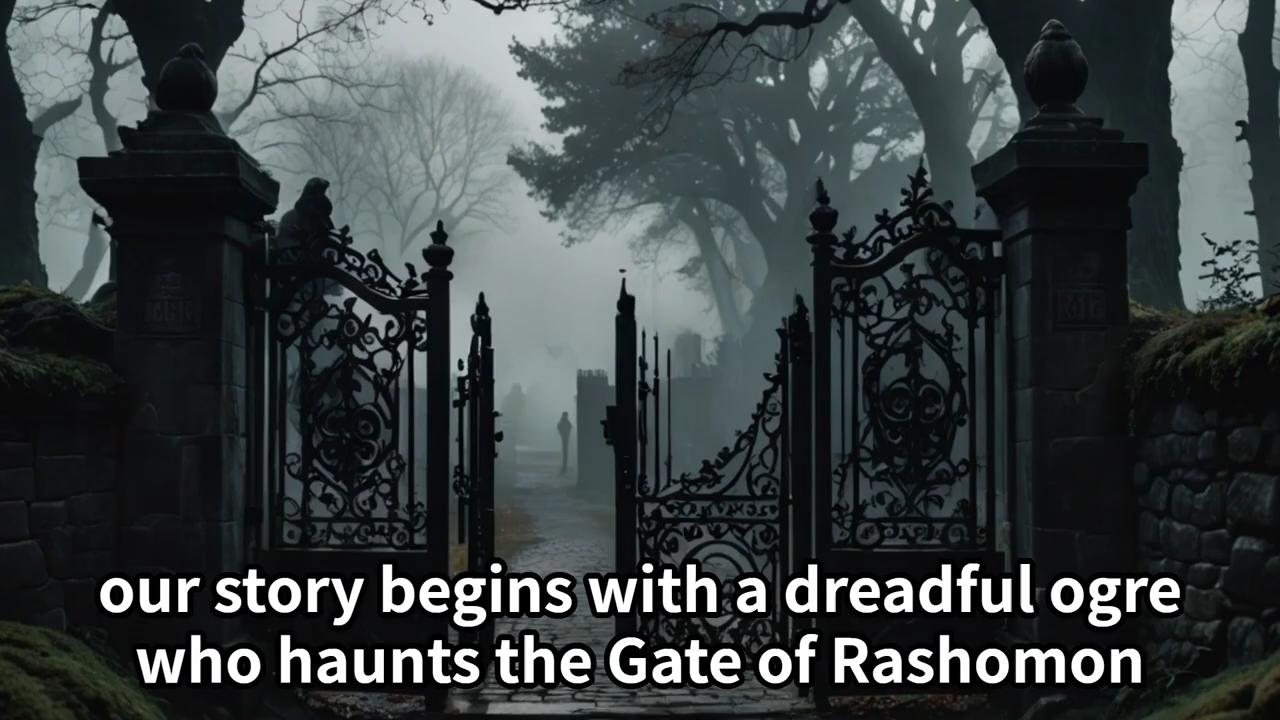 our story begins with a dreadful ogre
who haunts the Gate of Rashomon